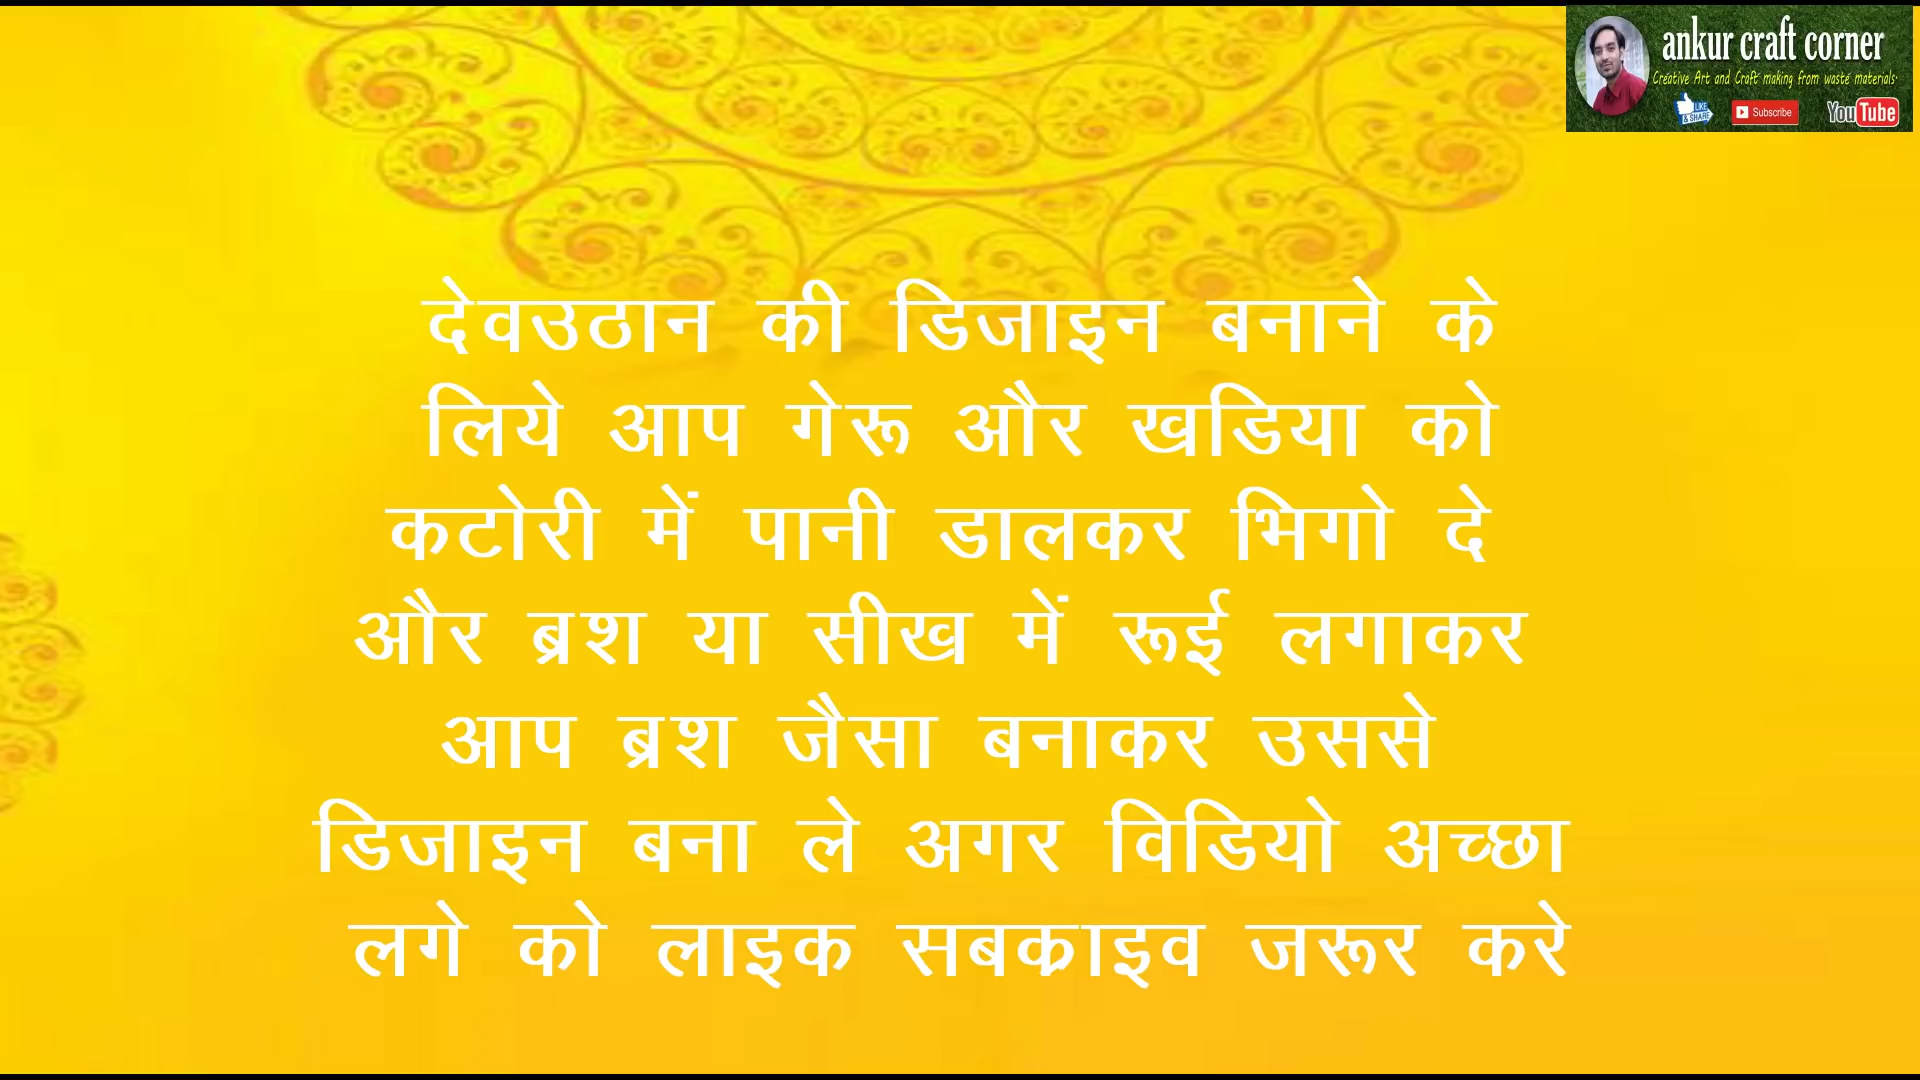 ankur craft corner
Creative Art and Craft making from waste materials
LIKE
& SHARE
Subscribe
YouTube
देवउठान की डिजाइन बनाने के
लिये आप गेरू और खडिया को
कटोरी में पानी डालकर भिगो दे
और ब्रश या सीख में रूई लगाकर
आप ब्रश जैसा बनाकर उससे
डिजाइन बना ले अगर विडियो अच्छा
लगे को लाइक सबक्राइव जरूर करे